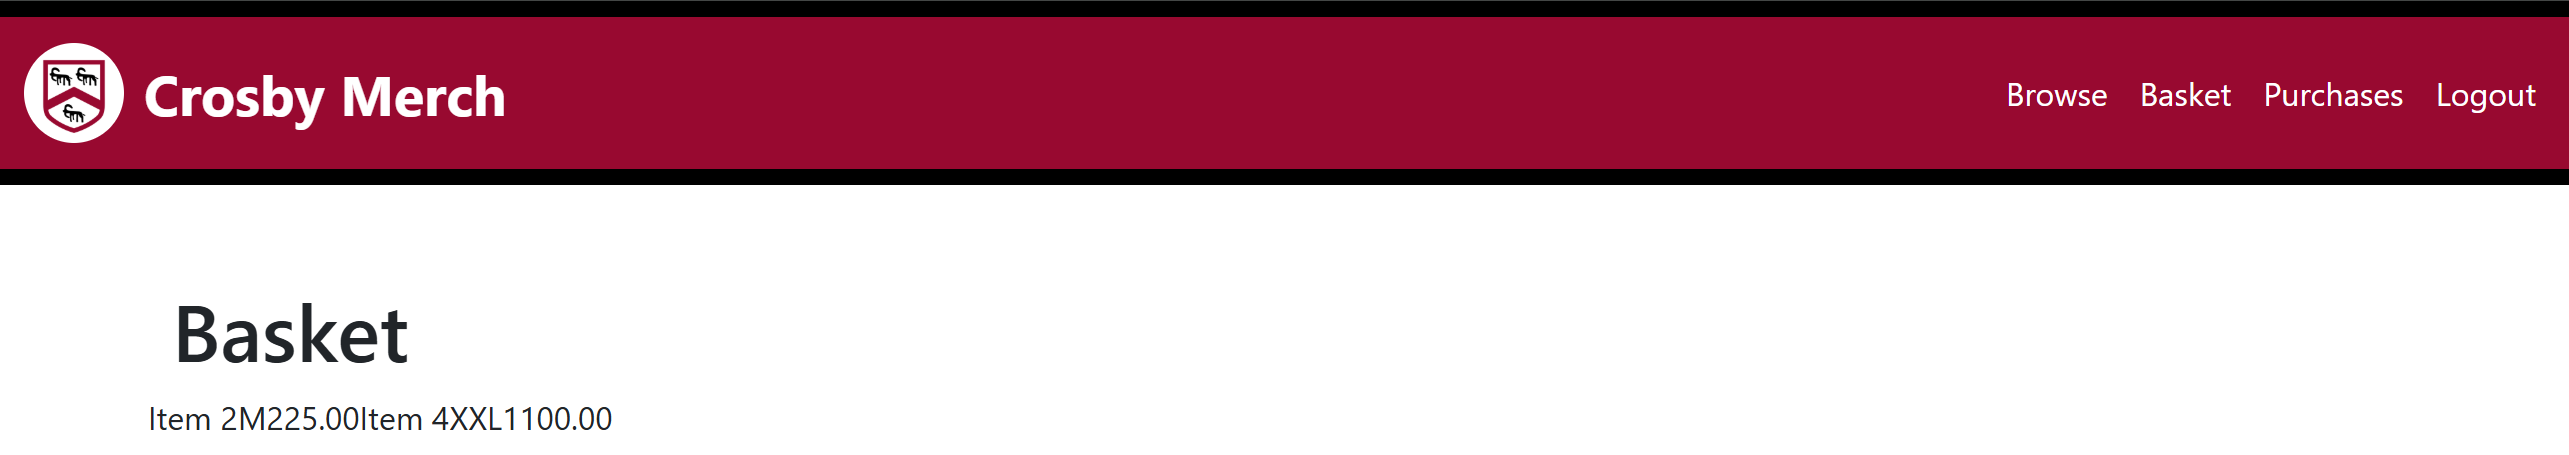 Crosby Merch
Browse Basket Purchases Logout
Basket
Item 2M225.00Item 4XXL1100.00